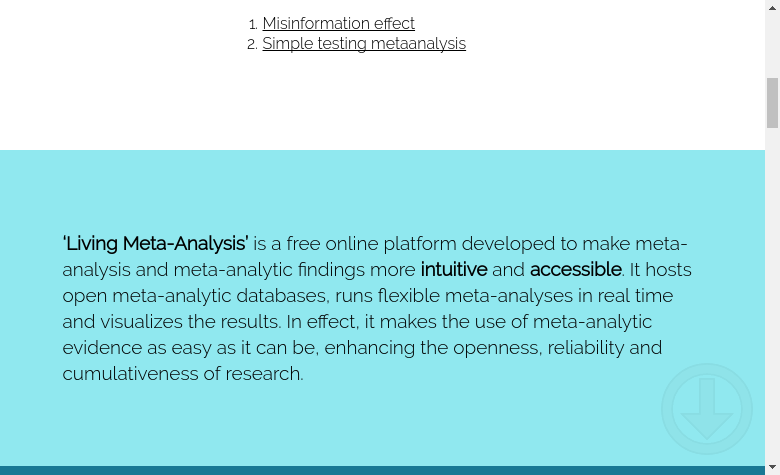 1. Misinformation effect
2. Simple testing metaanalysis
‘Living Meta-Analysis’ is a free online platform developed to make meta-
analysis and meta-analytic findings more intuitive and accessible. It hosts
open meta-analytic databases, runs flexible meta-analyses in real time
and visualizes the results. In effect, it makes the use of meta-analytic
evidence as easy as it can be, enhancing the openness, reliability and
cumulativeness of research.